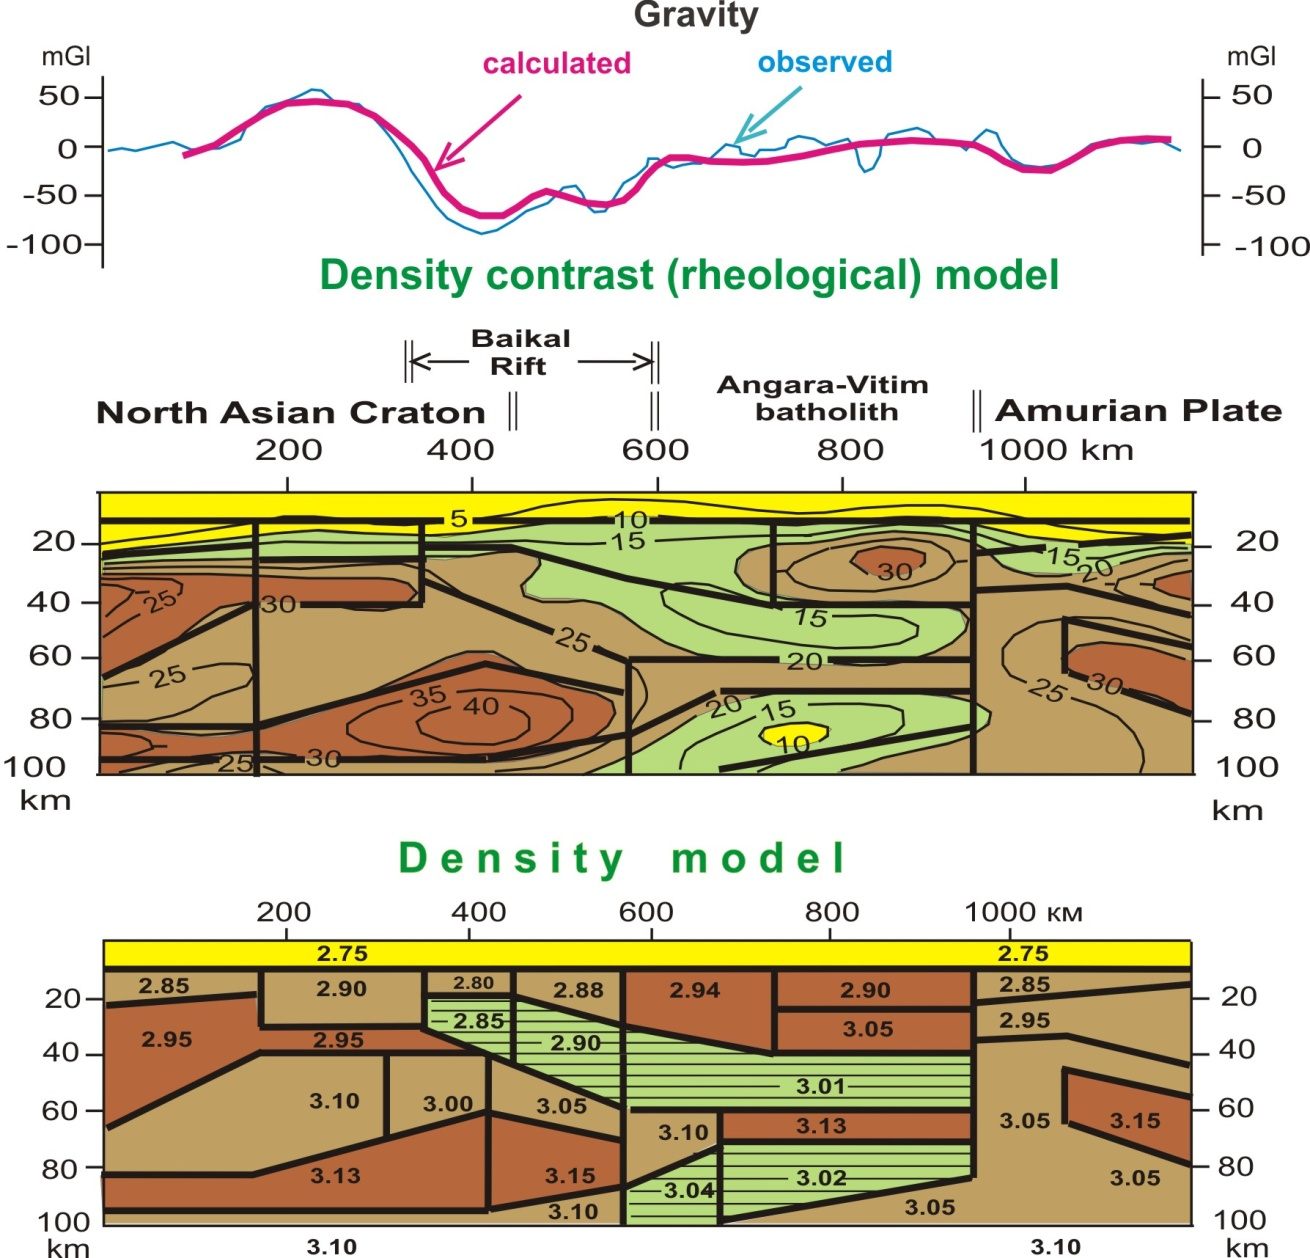 Gravity
mGl
mGl
calculated
observed
50
50
0
0
-50
-50
-100
-100
Density contrast (rheological) model
Baikal
Rift
Angara-Vitim
batholith
North Asian Craton
Amurian Plate
200 400 600 800 1000 km
5 10
20 15 15 20
20
25 30 30
40 30 15 40
25
60 20 60
25 35 40 20 15 25 30
80 10 80
25 30
100 100
km km
Density model
200 400 600 800 1000 км
2.75 2.75
2.85 2.90 2.80 2.88 2.94 2.90 2.85
20 20
2.85 2.95
2.95 2.95 2.90 3.05
40 40
3.01
3.10 3.00 3.05
60 60
3.10 3.13 3.05 3.15
80 3.13 3.15 3.04 3.02 3.05 80
3.10 3.05
100 100
km 3.10 3.10 km